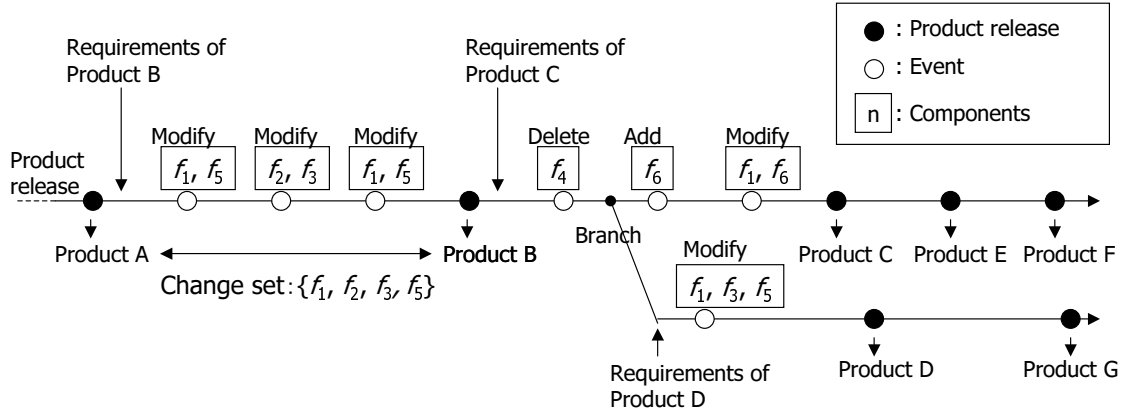 Requirements of
Product B
Requirements of
Product C
: Product release
: Event
n : Components
Product
release
Modify
f1, f5
Modify
f2, f3
Modify
f1, f5
Delete
f4
Add
f6
Modify
f1, f6
Product A
Product B
Branch
Product C
Product E
Product F
Change set:{f1, f2, f3, f5}
Modify
f1, f3, f5
Requirements of
Product D
Product D
Product G